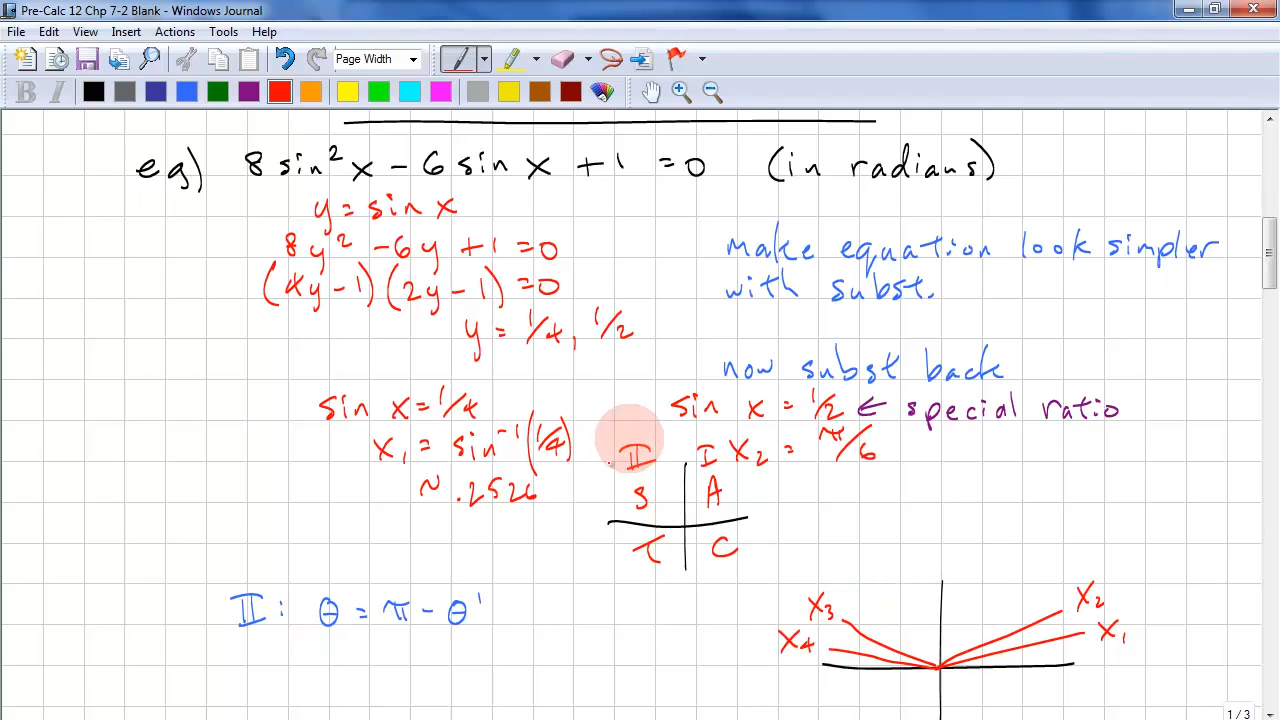 Pre-Calc 12 Chp 7-2 Blank - Windows Journal
File Edit View Insert Actions Tools Help
Page Width
B I
eg) 8 sin² x - 6 sin x + 1 = 0 (in radians)
y = sin x
8y² - 6y + 1 = 0
make equation look simpler
(4y - 1)(2y - 1) = 0
with subst.
y = 1/4, 1/2
now subst back
sin x = 1/4
sin x = 1/2 ← special ratio
x₁ = sin⁻¹(1/4)
II I x₂ = π/6
~ .2526
S A
T C
II: θ = π - θ'
x₃ x₂
x₄ x₁
1/3